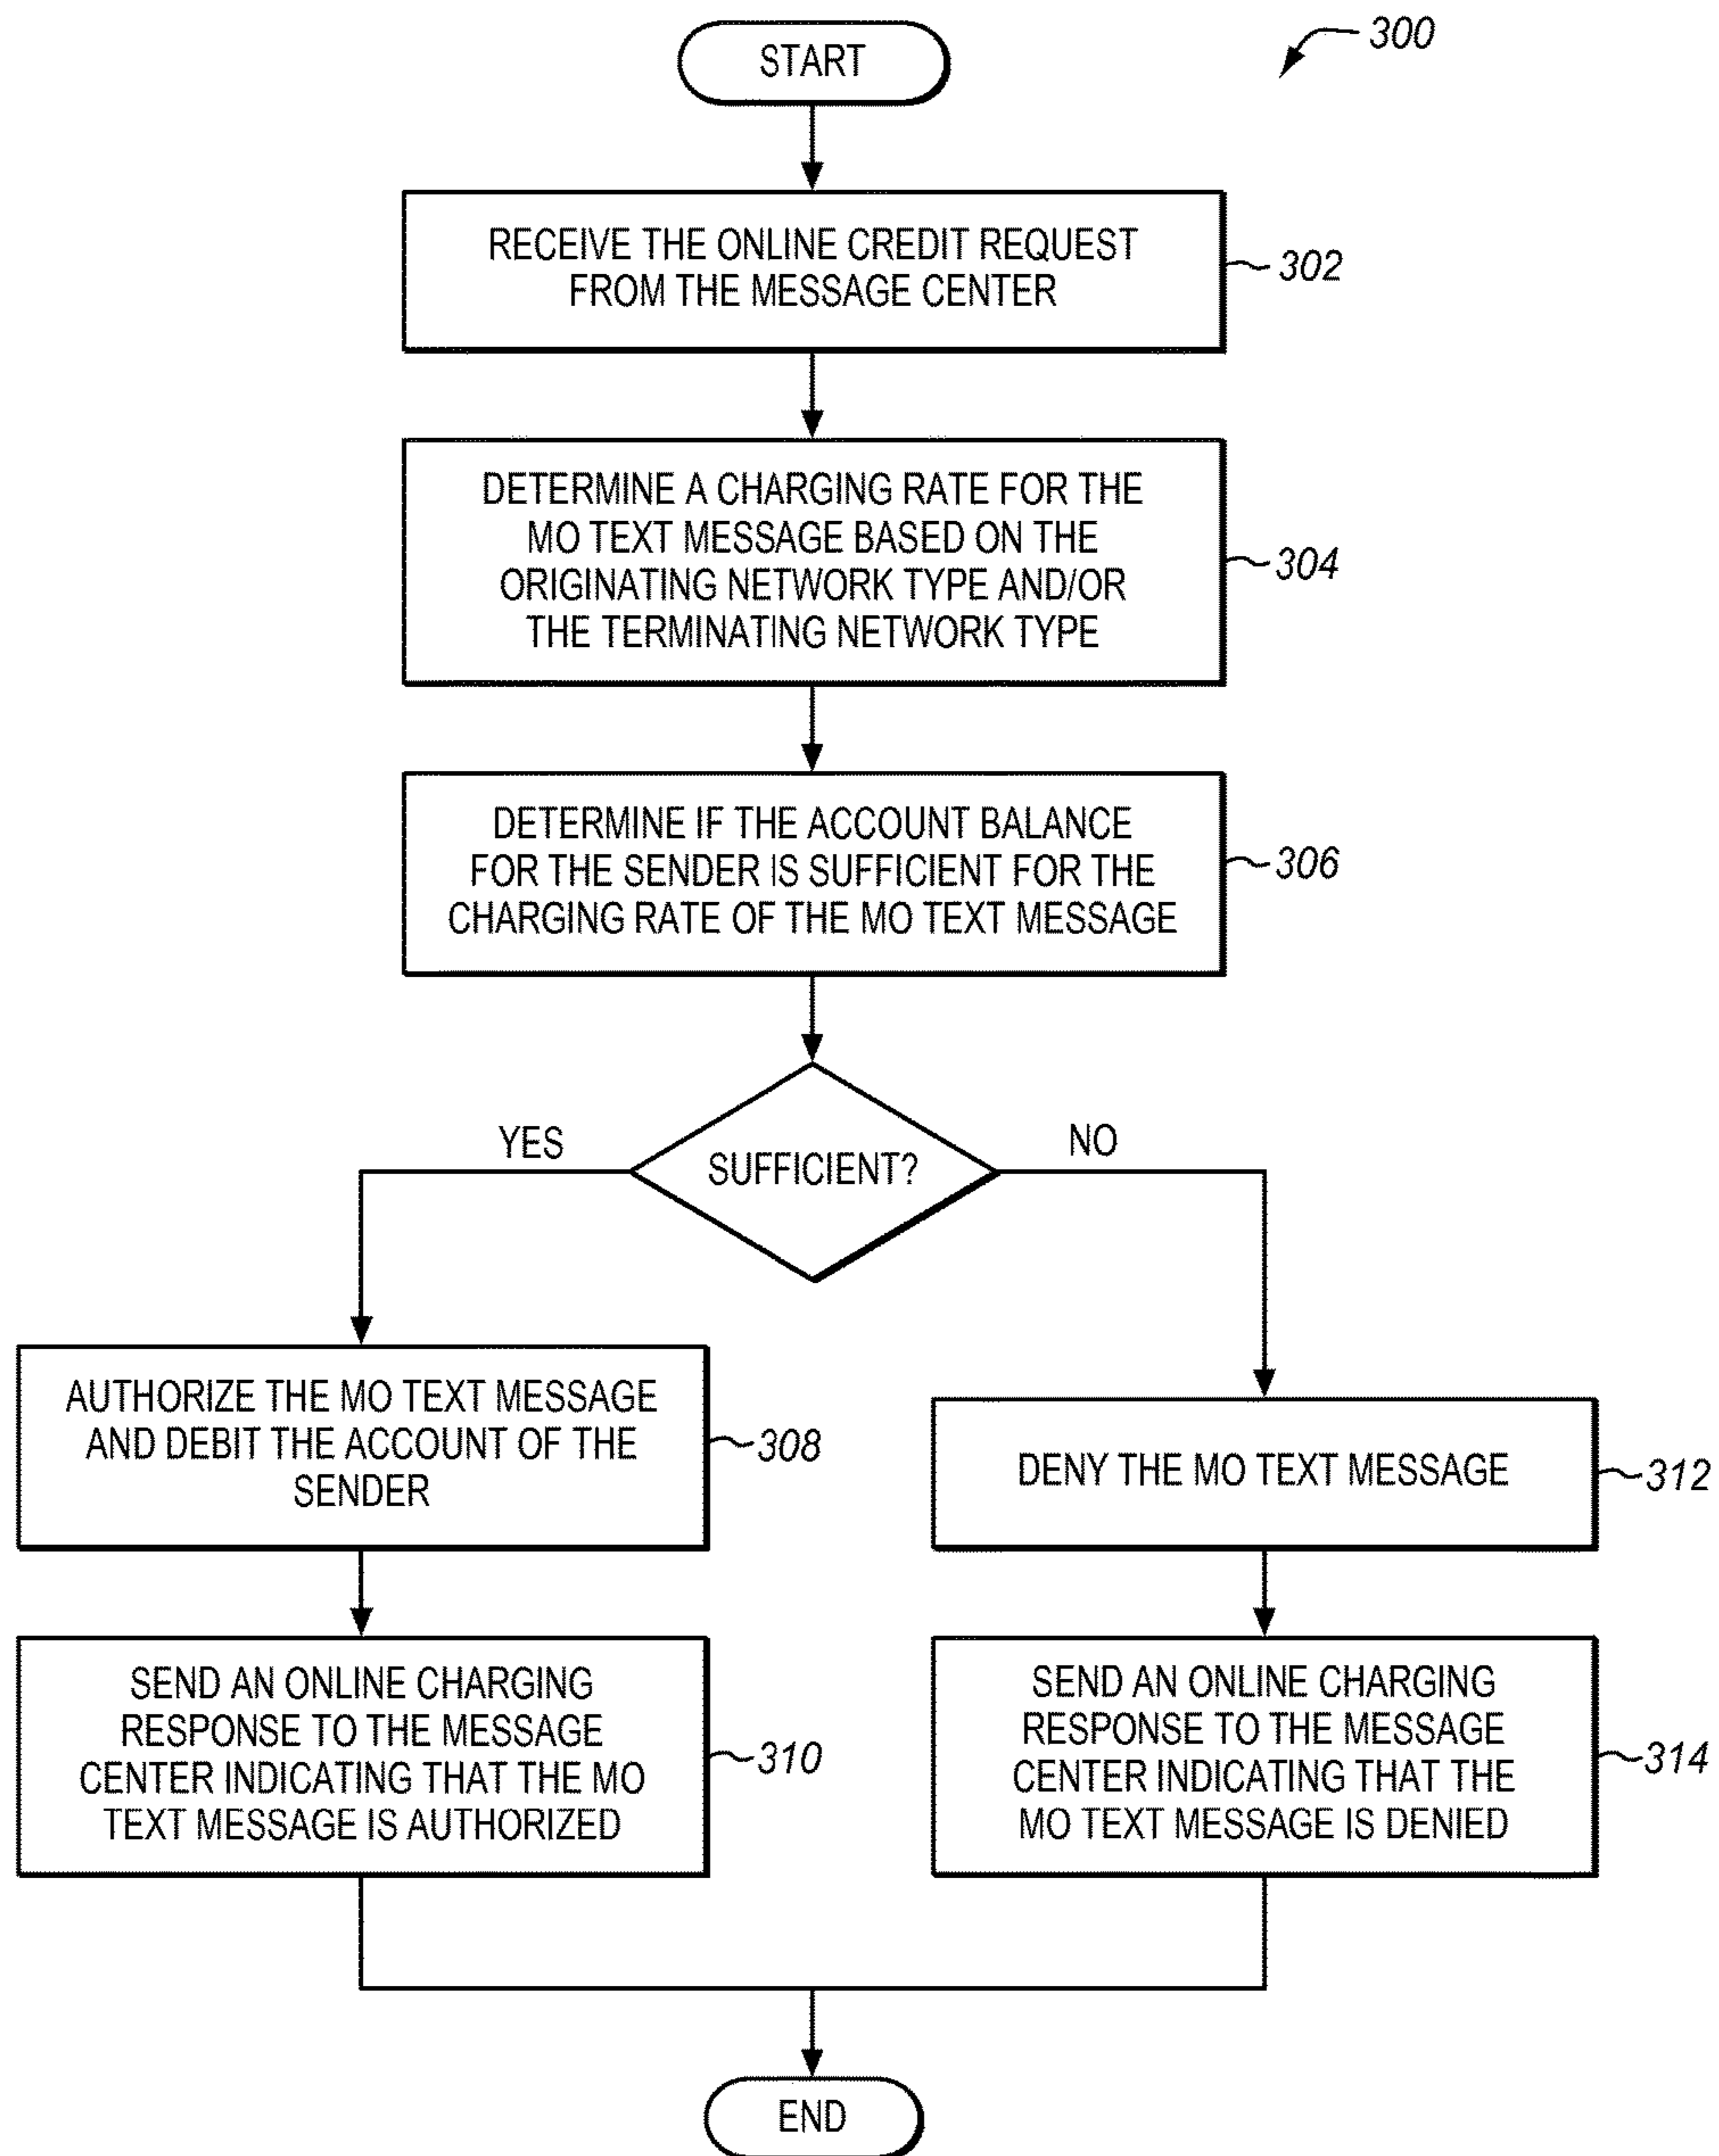 START
300
RECEIVE THE ONLINE CREDIT REQUEST
FROM THE MESSAGE CENTER
302
DETERMINE A CHARGING RATE FOR THE
MO TEXT MESSAGE BASED ON THE
ORIGINATING NETWORK TYPE AND/OR
THE TERMINATING NETWORK TYPE
304
DETERMINE IF THE ACCOUNT BALANCE
FOR THE SENDER IS SUFFICIENT FOR THE
CHARGING RATE OF THE MO TEXT MESSAGE
306
SUFFICIENT?
YES
NO
AUTHORIZE THE MO TEXT MESSAGE
AND DEBIT THE ACCOUNT OF THE
SENDER
308
DENY THE MO TEXT MESSAGE
312
SEND AN ONLINE CHARGING
RESPONSE TO THE MESSAGE
CENTER INDICATING THAT THE MO
TEXT MESSAGE IS AUTHORIZED
310
SEND AN ONLINE CHARGING
RESPONSE TO THE MESSAGE
CENTER INDICATING THAT THE
MO TEXT MESSAGE IS DENIED
314
END